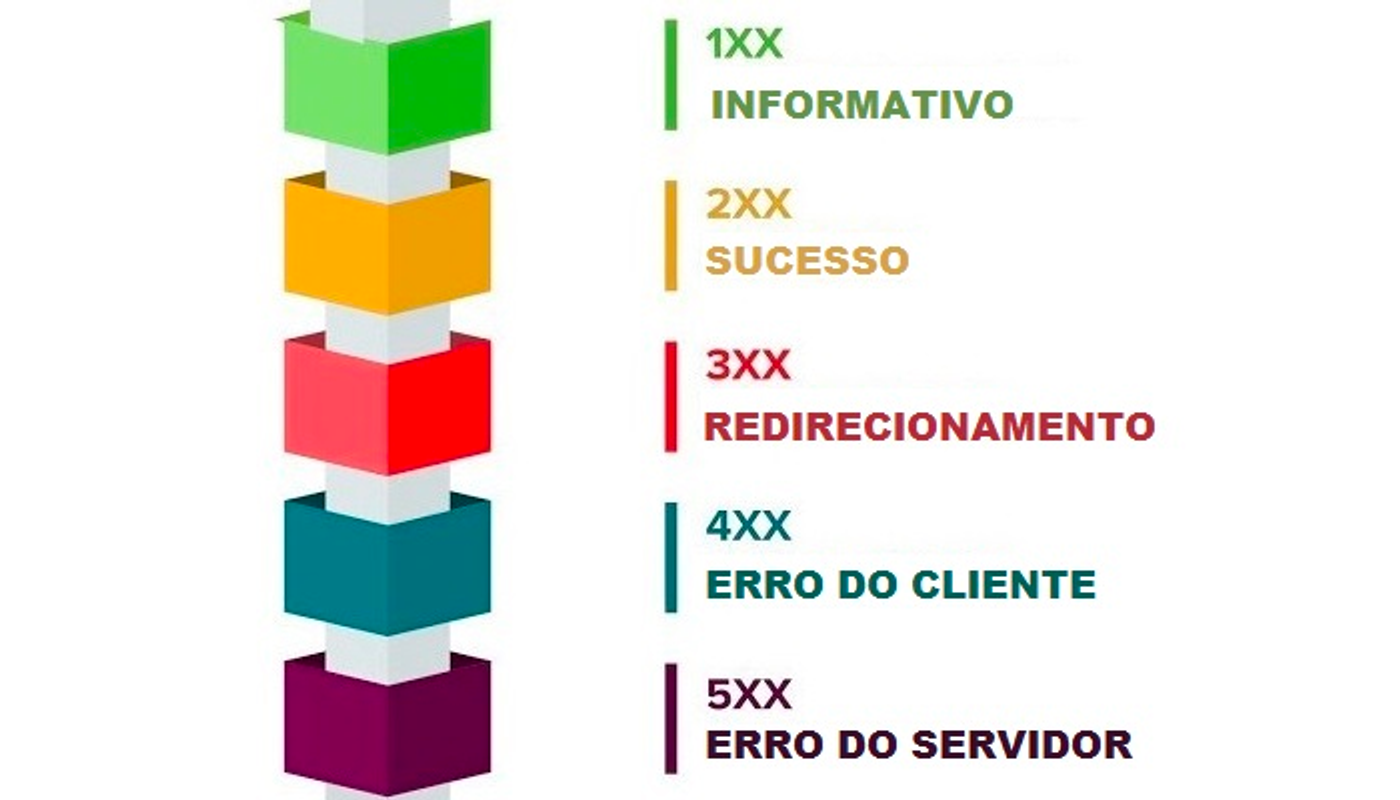 1XX
INFORMATIVO
2XX
SUCESSO
3XX
REDIRECIONAMENTO
4XX
ERRO DO CLIENTE
5XX
ERRO DO SERVIDOR